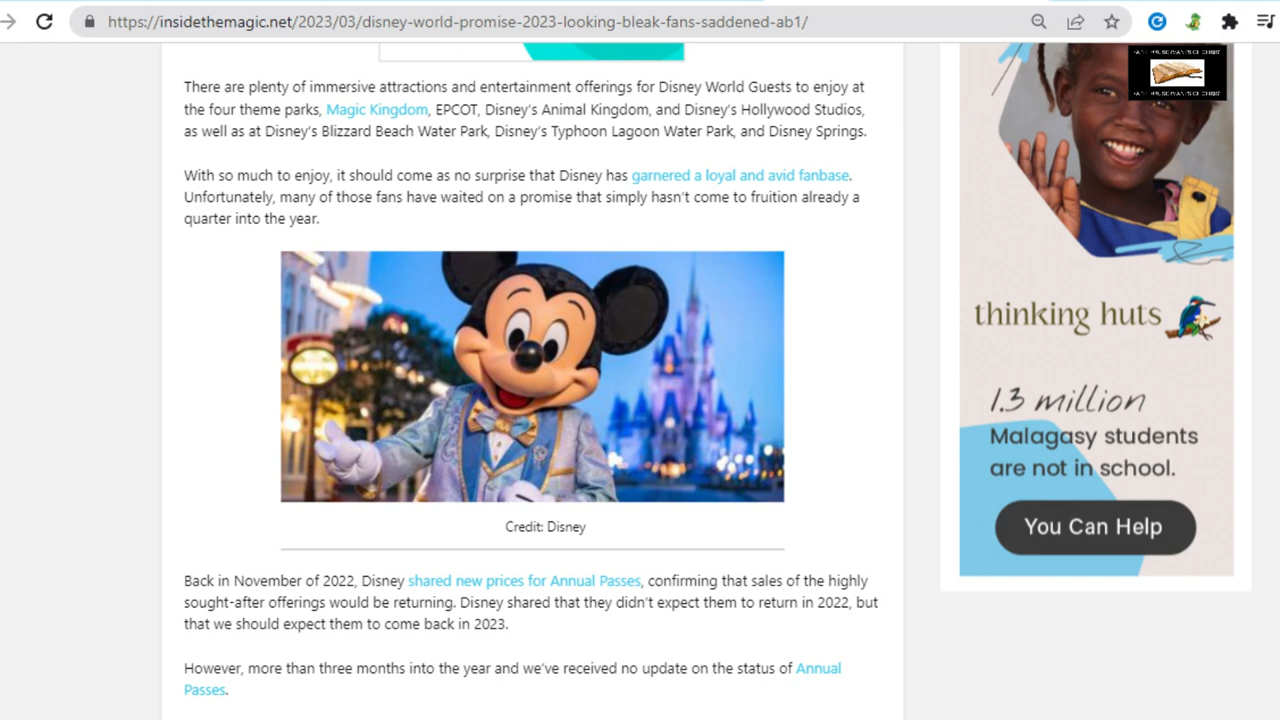 https://insidethemagic.net/2023/03/disney-world-promise-2023-looking-bleak-fans-saddened-ab1/
There are plenty of immersive attractions and entertainment offerings for Disney World Guests to enjoy at
the four theme parks, Magic Kingdom, EPCOT, Disney's Animal Kingdom, and Disney's Hollywood Studios,
as well as at Disney's Blizzard Beach Water Park, Disney's Typhoon Lagoon Water Park, and Disney Springs.
With so much to enjoy, it should come as no surprise that Disney has garnered a loyal and avid fanbase.
Unfortunately, many of those fans have waited on a promise that simply hasn't come to fruition already a
quarter into the year.
Credit: Disney
Back in November of 2022, Disney shared new prices for Annual Passes, confirming that sales of the highly
sought-after offerings would be returning. Disney shared that they didn't expect them to return in 2022, but
that we should expect them to come back in 2023.
However, more than three months into the year and we've received no update on the status of Annual
Passes.
thinking huts
1.3 million
Malagasy students
are not in school.
You Can Help